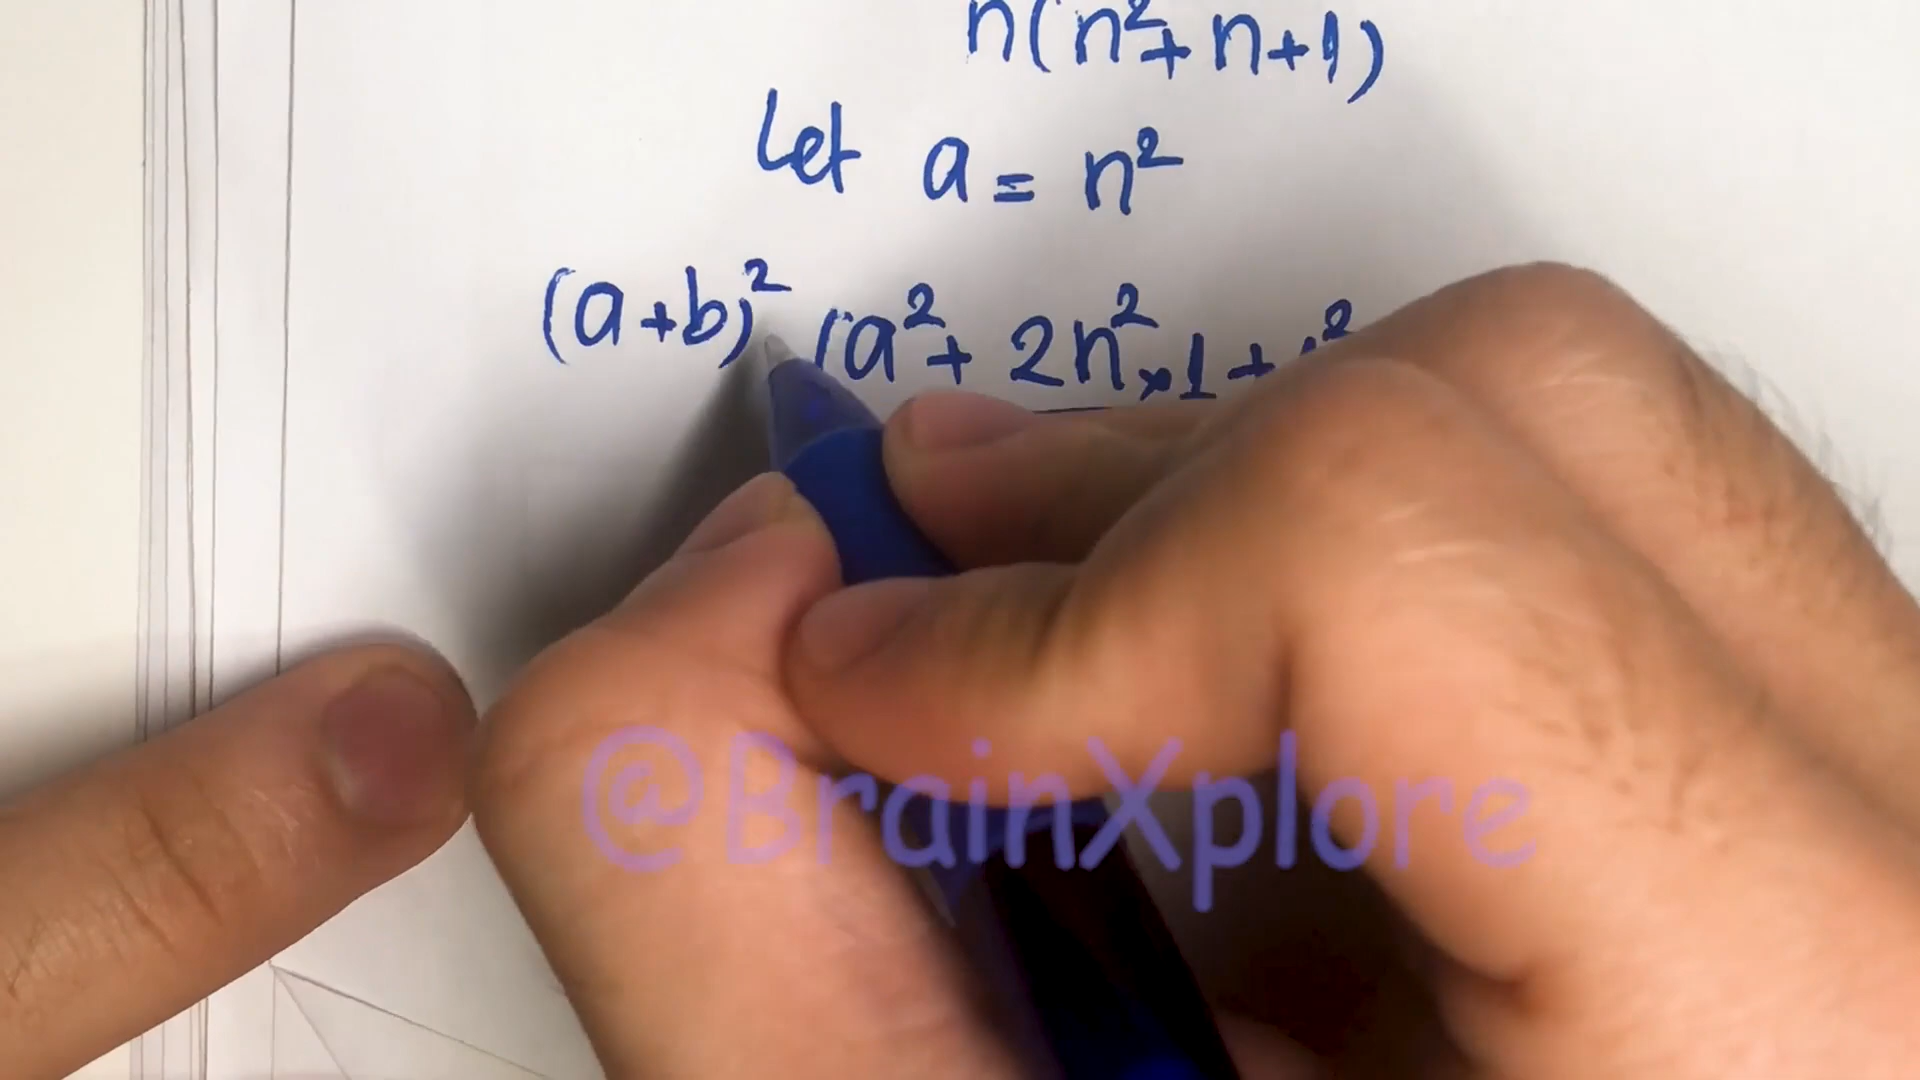 n(n²+n+1)
Let a = n²
(a+b)² (a²+ 2n²×1+
@BrainXplore